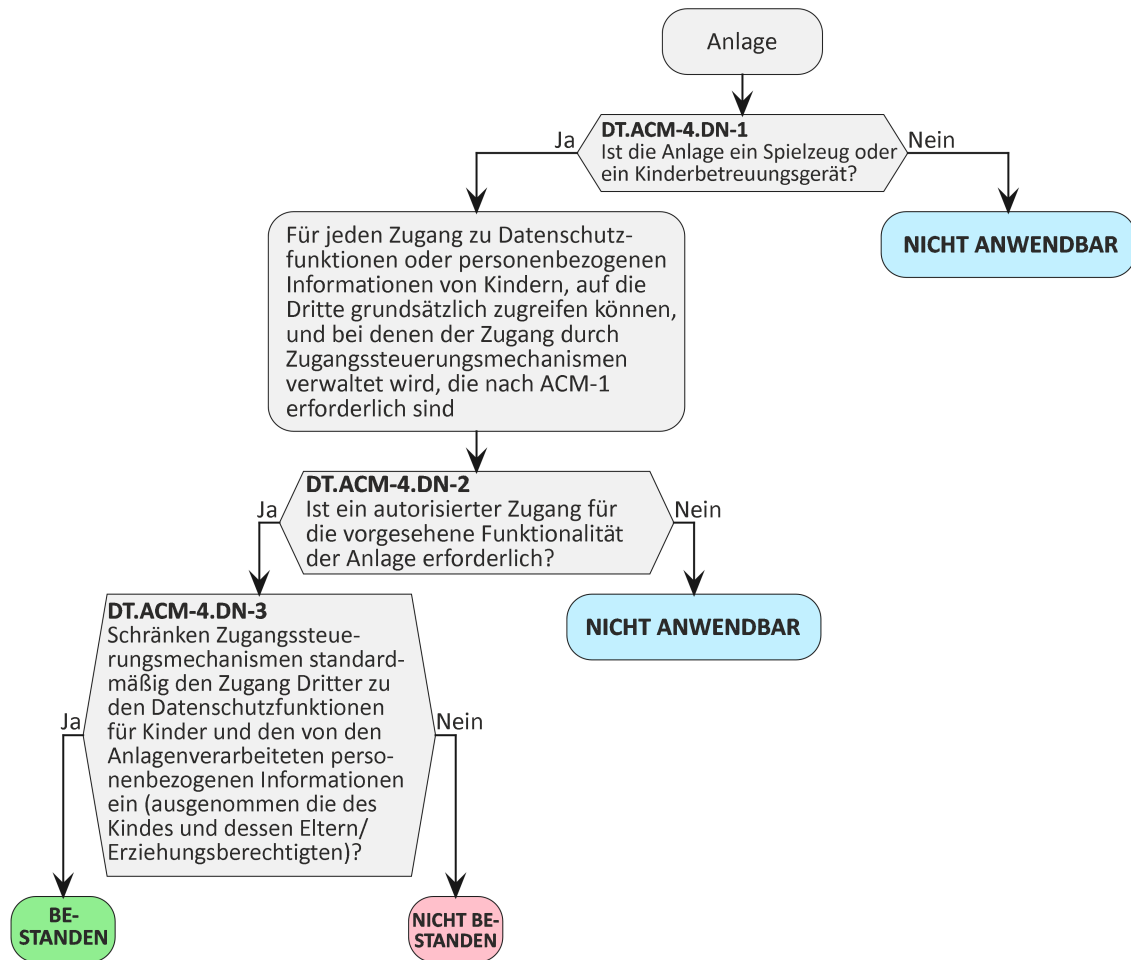 Anlage
DT.ACM-4.DN-1
Ist die Anlage ein Spielzeug oder
ein Kinderbetreuungsgerät?
Ja
Nein
NICHT ANWENDBAR
Für jeden Zugang zu Datenschutz-
funktionen oder personenbezogenen
Informationen von Kindern, auf die
Dritte grundsätzlich zugreifen können,
und bei denen der Zugang durch
Zugangssteuerungsmechanismen
verwaltet wird, die nach ACM-1
erforderlich sind
DT.ACM-4.DN-2
Ist ein autorisierter Zugang für
die vorgesehene Funktionalität
der Anlage erforderlich?
Ja
Nein
NICHT ANWENDBAR
DT.ACM-4.DN-3
Schränken Zugangssteue-
rungsmechanismen standard-
mäßig den Zugang Dritter zu
den Datenschutzfunktionen
für Kinder und den von den
Anlagenverarbeiteten perso-
nenbezogenen Informationen
ein (ausgenommen die des
Kindes und dessen Eltern/
Erziehungsberechtigten)?
Ja
Nein
BE-
STANDEN
NICHT BE-
STANDEN